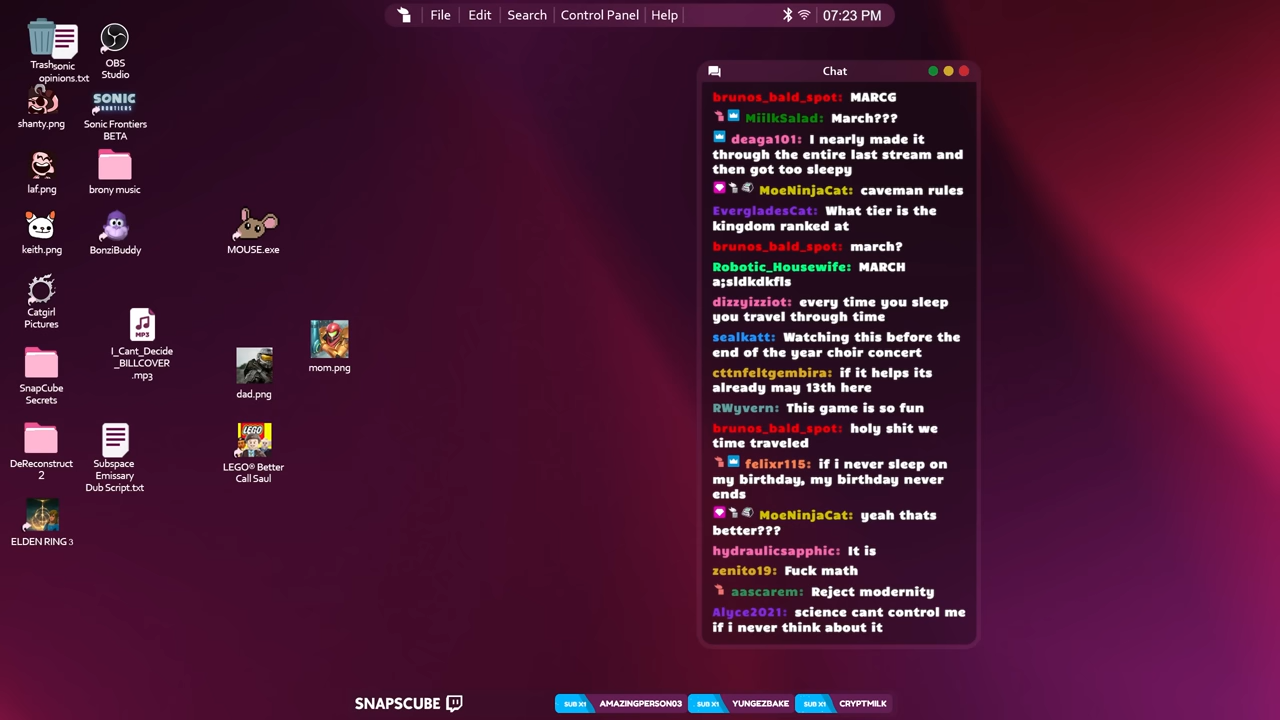 File Edit Search Control Panel Help 07:23 PM
Trash
sonic opinions.txt
OBS
Studio
shanty.png
SONIC
FRONTIERS
Sonic Frontiers
BETA
laf.png
brony music
keith.png
BonziBuddy
MOUSE.exe
Catgirl
Pictures
MP3
I_Cant_Decide
_BILLCOVER
.mp3
mom.png
SnapCube
Secrets
dad.png
DeReconstruct
2
Subspace
Emissary
Dub Script.txt
LEGO
LEGO® Better
Call Saul
ELDEN RING 3
Chat
brunos_bald_spot: MARCG
MiilkSalad: March???
deaga101: I nearly made it
through the entire last stream and
then got too sleepy
MoeNinjaCat: caveman rules
EvergladesCat: What tier is the
kingdom ranked at
brunos_bald_spot: march?
Robotic_Housewife: MARCH
a;sldkdkfls
dizzyizziot: every time you sleep
you travel through time
sealkatt: Watching this before the
end of the year choir concert
cttnfeltgembira: if it helps its
already may 13th here
RWyvern: This game is so fun
brunos_bald_spot: holy shit we
time traveled
felixr115: if i never sleep on
my birthday, my birthday never
ends
MoeNinjaCat: yeah thats
better???
hydraulicsapphic: It is
zenito19: Fuck math
aascarem: Reject modernity
Alyce2021: science cant control me
if i never think about it
SNAPSCUBE
SUB X1 AMAZINGPERSON03 SUB X1 YUNGEZBAKE SUB X1 CRYPTMILK